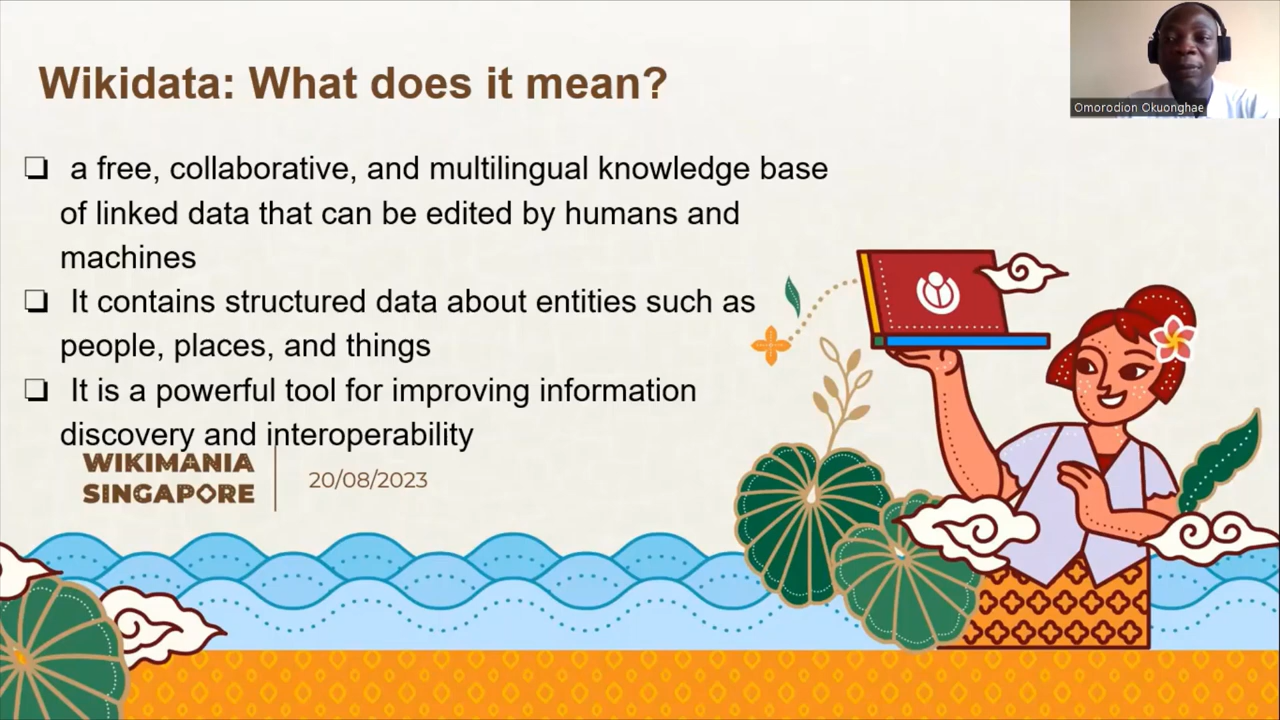 Wikidata: What does it mean?
❏ a free, collaborative, and multilingual knowledge base
of linked data that can be edited by humans and
machines
❏ It contains structured data about entities such as
people, places, and things
❏ It is a powerful tool for improving information
discovery and interoperability
WIKIMANIA
SINGAPORE
20/08/2023
Omorodion Okuonghae